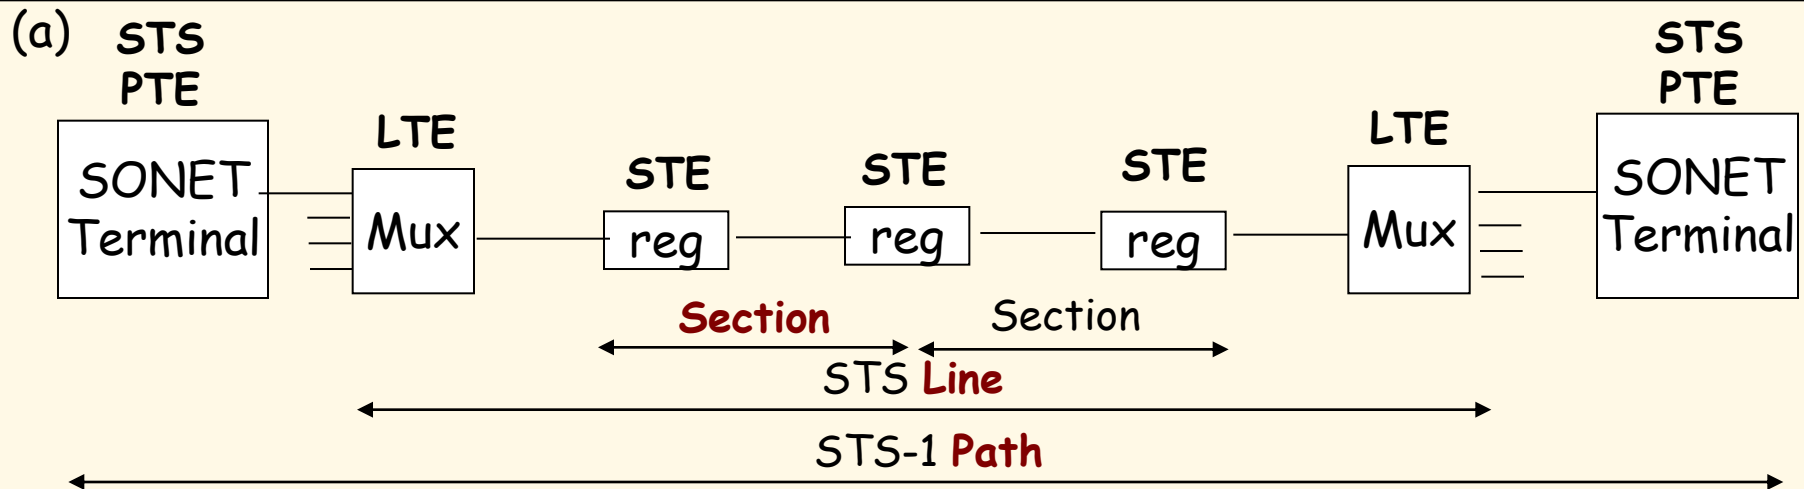 (a)
STS
PTE
STS
PTE
LTE
LTE
STE
STE
STE
SONET
Terminal
Mux
reg
reg
reg
Mux
SONET
Terminal
Section
Section
STS Line
STS-1 Path